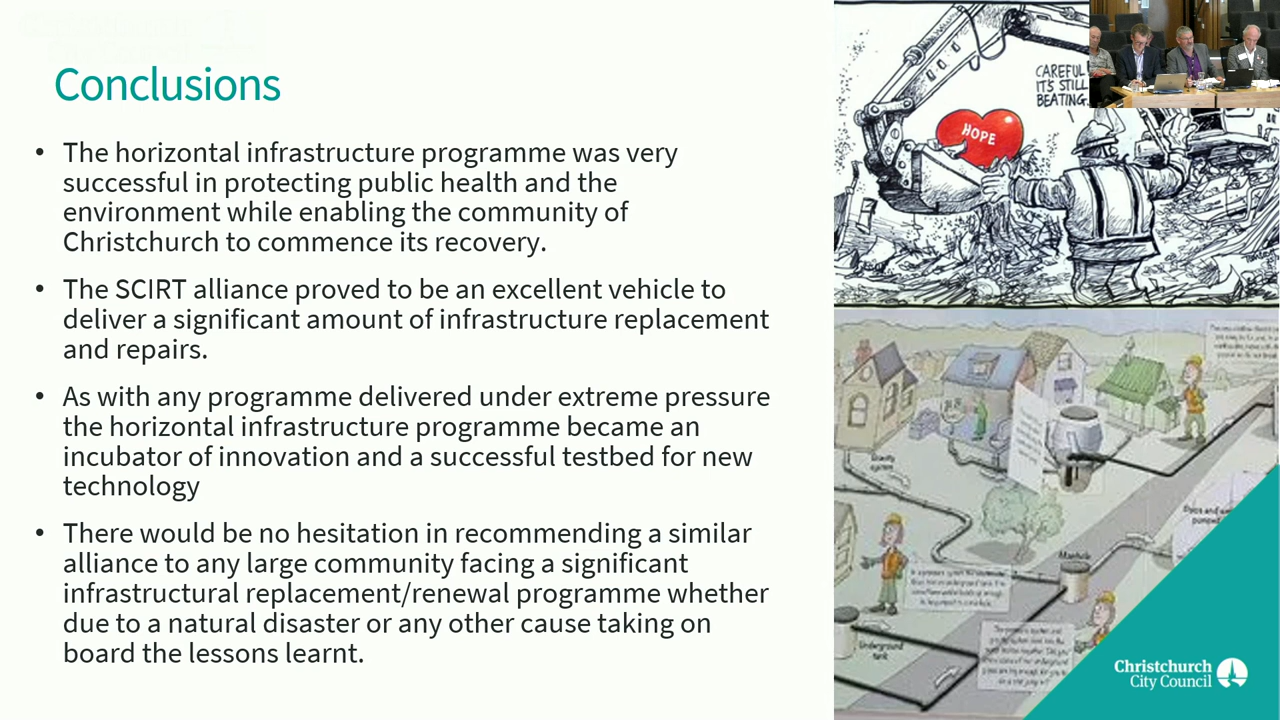 Conclusions
• The horizontal infrastructure programme was very
successful in protecting public health and the
environment while enabling the community of
Christchurch to commence its recovery.
• The SCIRT alliance proved to be an excellent vehicle to
deliver a significant amount of infrastructure replacement
and repairs.
• As with any programme delivered under extreme pressure
the horizontal infrastructure programme became an
incubator of innovation and a successful testbed for new
technology
• There would be no hesitation in recommending a similar
alliance to any large community facing a significant
infrastructural replacement/renewal programme whether
due to a natural disaster or any other cause taking on
board the lessons learnt.
CAREFUL
IT'S STILL
BEATING
HOPE
Gravity
system
Manhole
Underground
tank
Christchurch
City Council